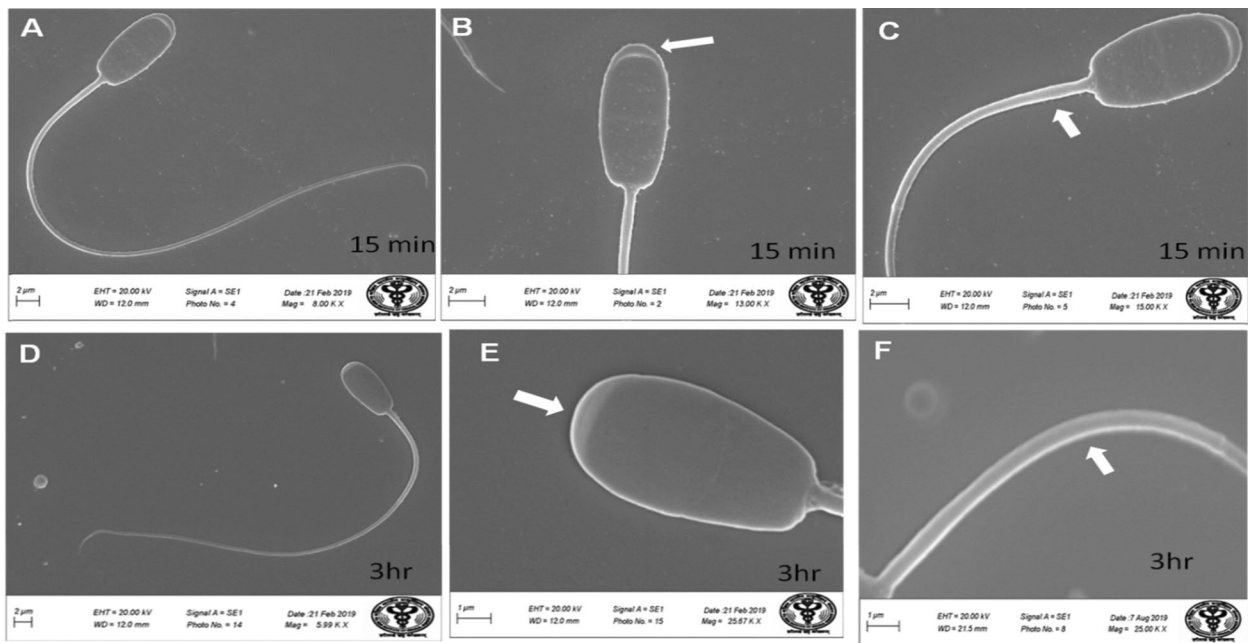 A
15 min
2 µm
EHT = 20.00 kV
WD = 12.0 mm
Signal A = SE1
Photo No. = 4
Date :21 Feb 2019
Mag = 8.00 K X
B
15 min
2 µm
EHT = 20.00 kV
WD = 12.0 mm
Signal A = SE1
Photo No. = 2
Date :21 Feb 2019
Mag = 13.00 K X
C
15 min
2 µm
EHT = 20.00 kV
WD = 12.0 mm
Signal A = SE1
Photo No. = 5
Date :21 Feb 2019
Mag = 15.00 K X
D
3hr
2 µm
EHT = 20.00 kV
WD = 12.0 mm
Signal A = SE1
Photo No. = 14
Date :21 Feb 2019
Mag = 5.99 K X
E
3hr
1 µm
EHT = 20.00 kV
WD = 12.0 mm
Signal A = SE1
Photo No. = 15
Date :21 Feb 2019
Mag = 25.67 K X
F
3hr
1 µm
EHT = 20.00 kV
WD = 21.5 mm
Signal A = SE1
Photo No. = 8
Date :7 Aug 2019
Mag = 25.00 K X